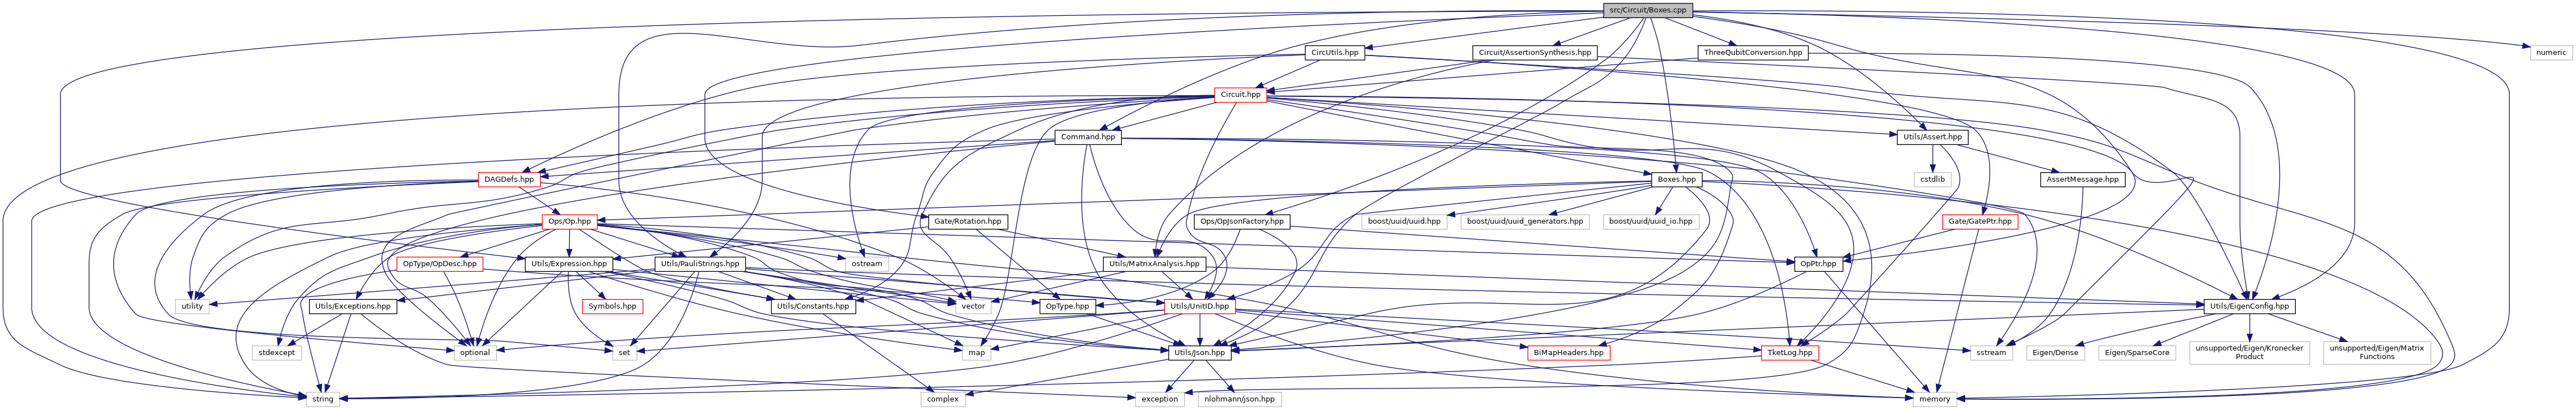 src/Circuit/Boxes.cpp
CircUtils.hpp
Circuit/AssertionSynthesis.hpp
ThreeQubitConversion.hpp
numeric
Circuit.hpp
Command.hpp
Utils/Assert.hpp
DAGDefs.hpp
Boxes.hpp
cstdlib
AssertMessage.hpp
Ops/Op.hpp
Gate/Rotation.hpp
Ops/OpJsonFactory.hpp
boost/uuid/uuid.hpp
boost/uuid/uuid_generators.hpp
boost/uuid/uuid_io.hpp
Gate/GatePtr.hpp
OpType/OpDesc.hpp
Utils/Expression.hpp
Utils/PauliStrings.hpp
ostream
Utils/MatrixAnalysis.hpp
OpPtr.hpp
utility
Utils/Exceptions.hpp
Symbols.hpp
Utils/Constants.hpp
vector
OpType.hpp
Utils/UnitID.hpp
Utils/EigenConfig.hpp
stdexcept
optional
set
map
Utils/Json.hpp
BiMapHeaders.hpp
TketLog.hpp
sstream
Eigen/Dense
Eigen/SparseCore
unsupported/Eigen/Kronecker
Product
unsupported/Eigen/Matrix
Functions
string
complex
exception
nlohmann/json.hpp
memory